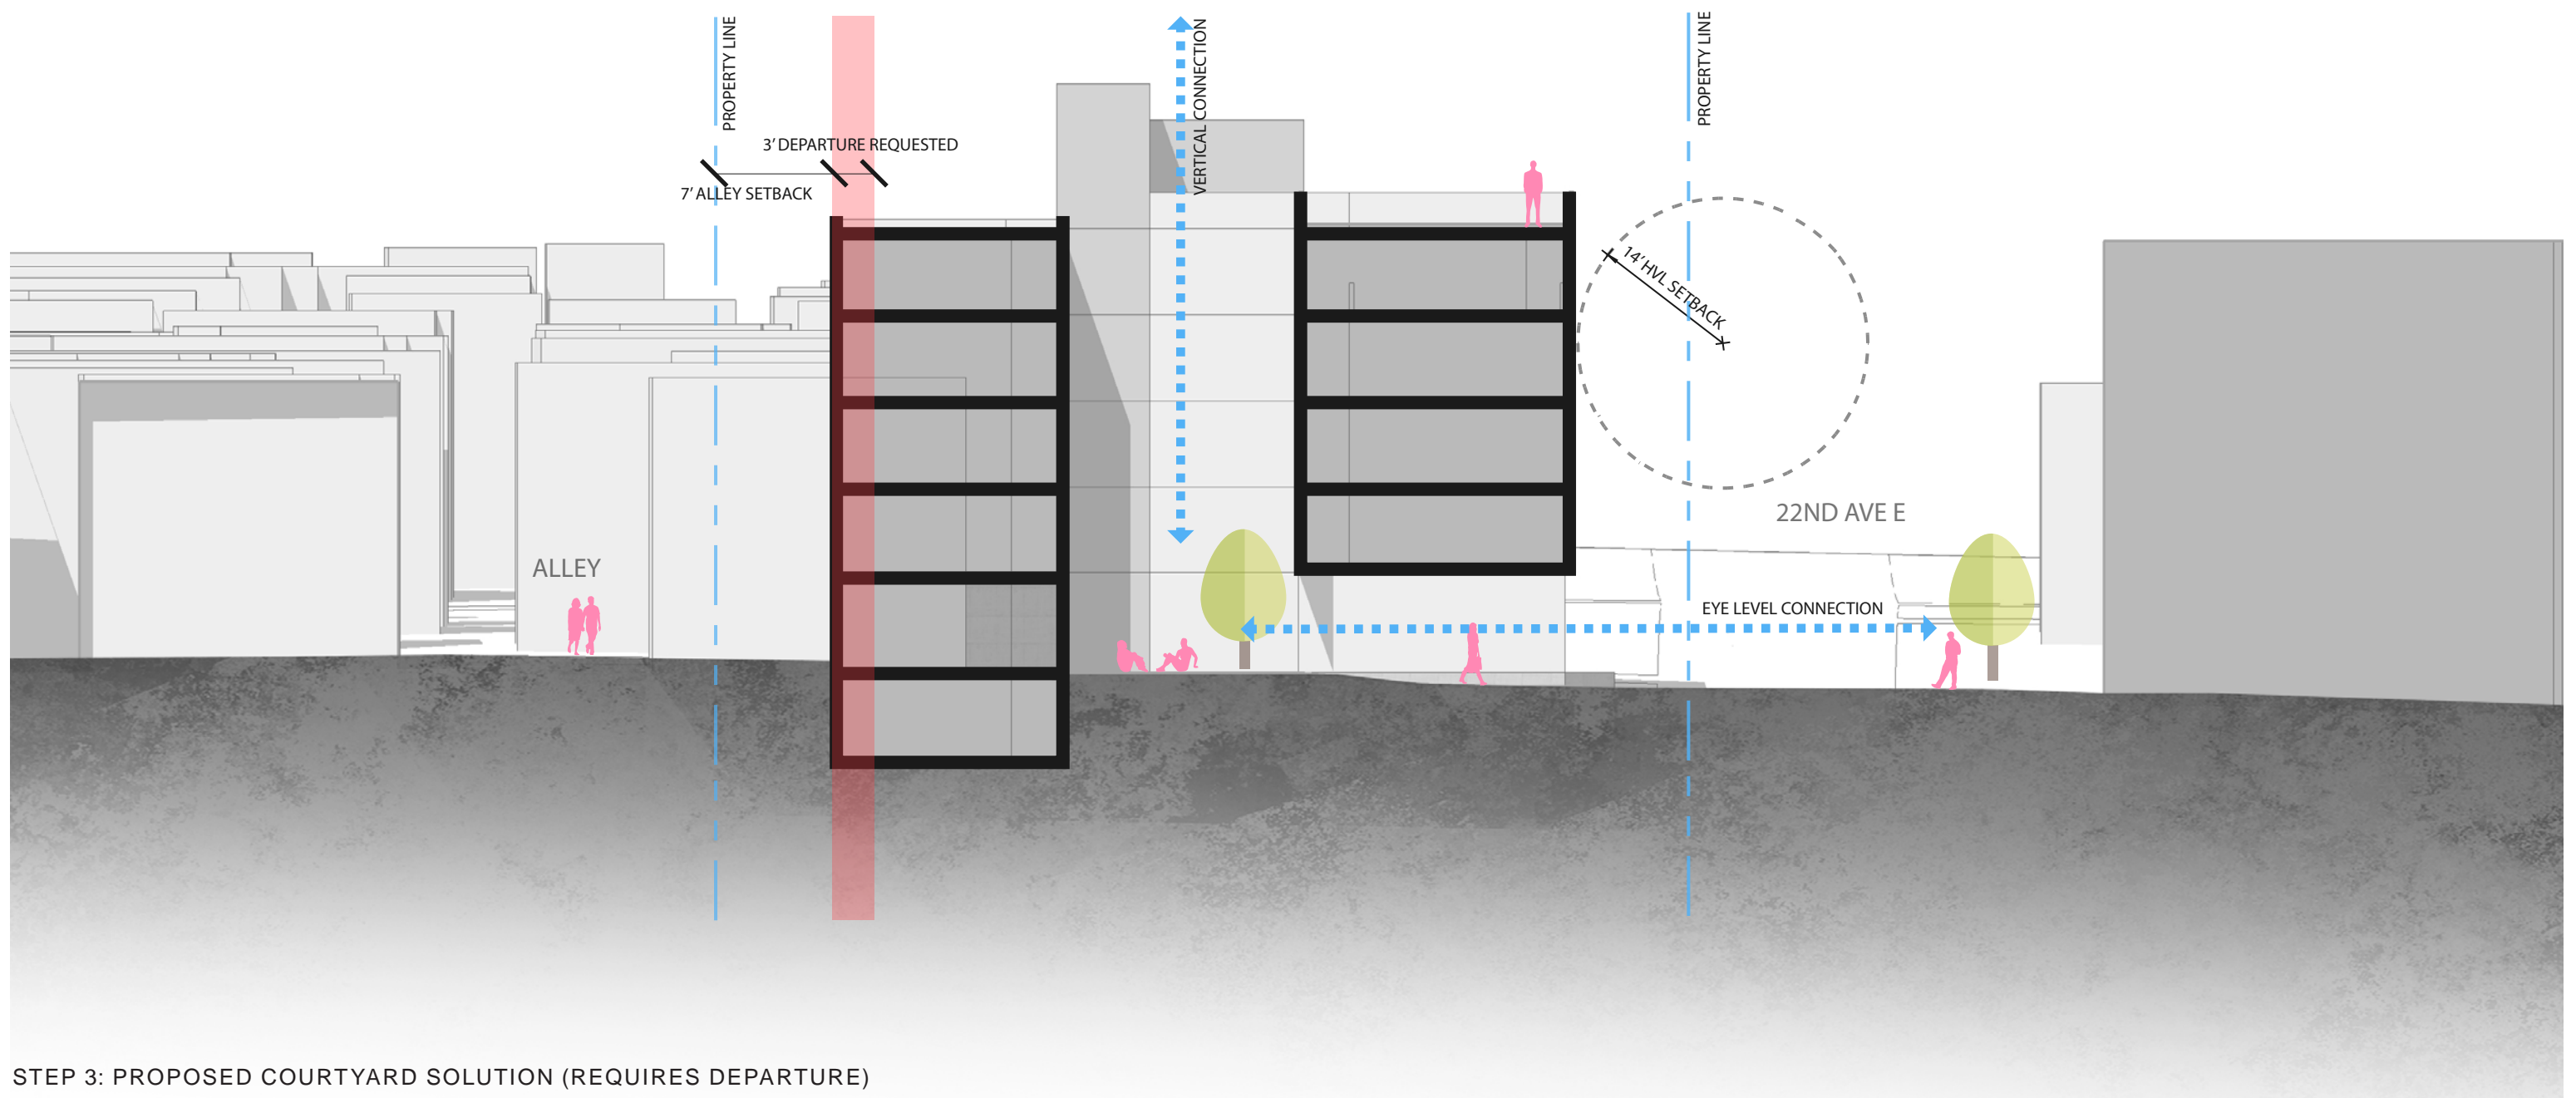 PROPERTY LINE
VERTICAL CONNECTION
PROPERTY LINE
3’ DEPARTURE REQUESTED
7’ ALLEY SETBACK
14’ HVL SETBACK
22ND AVE E
ALLEY
EYE LEVEL CONNECTION
STEP 3: PROPOSED COURTYARD SOLUTION (REQUIRES DEPARTURE)